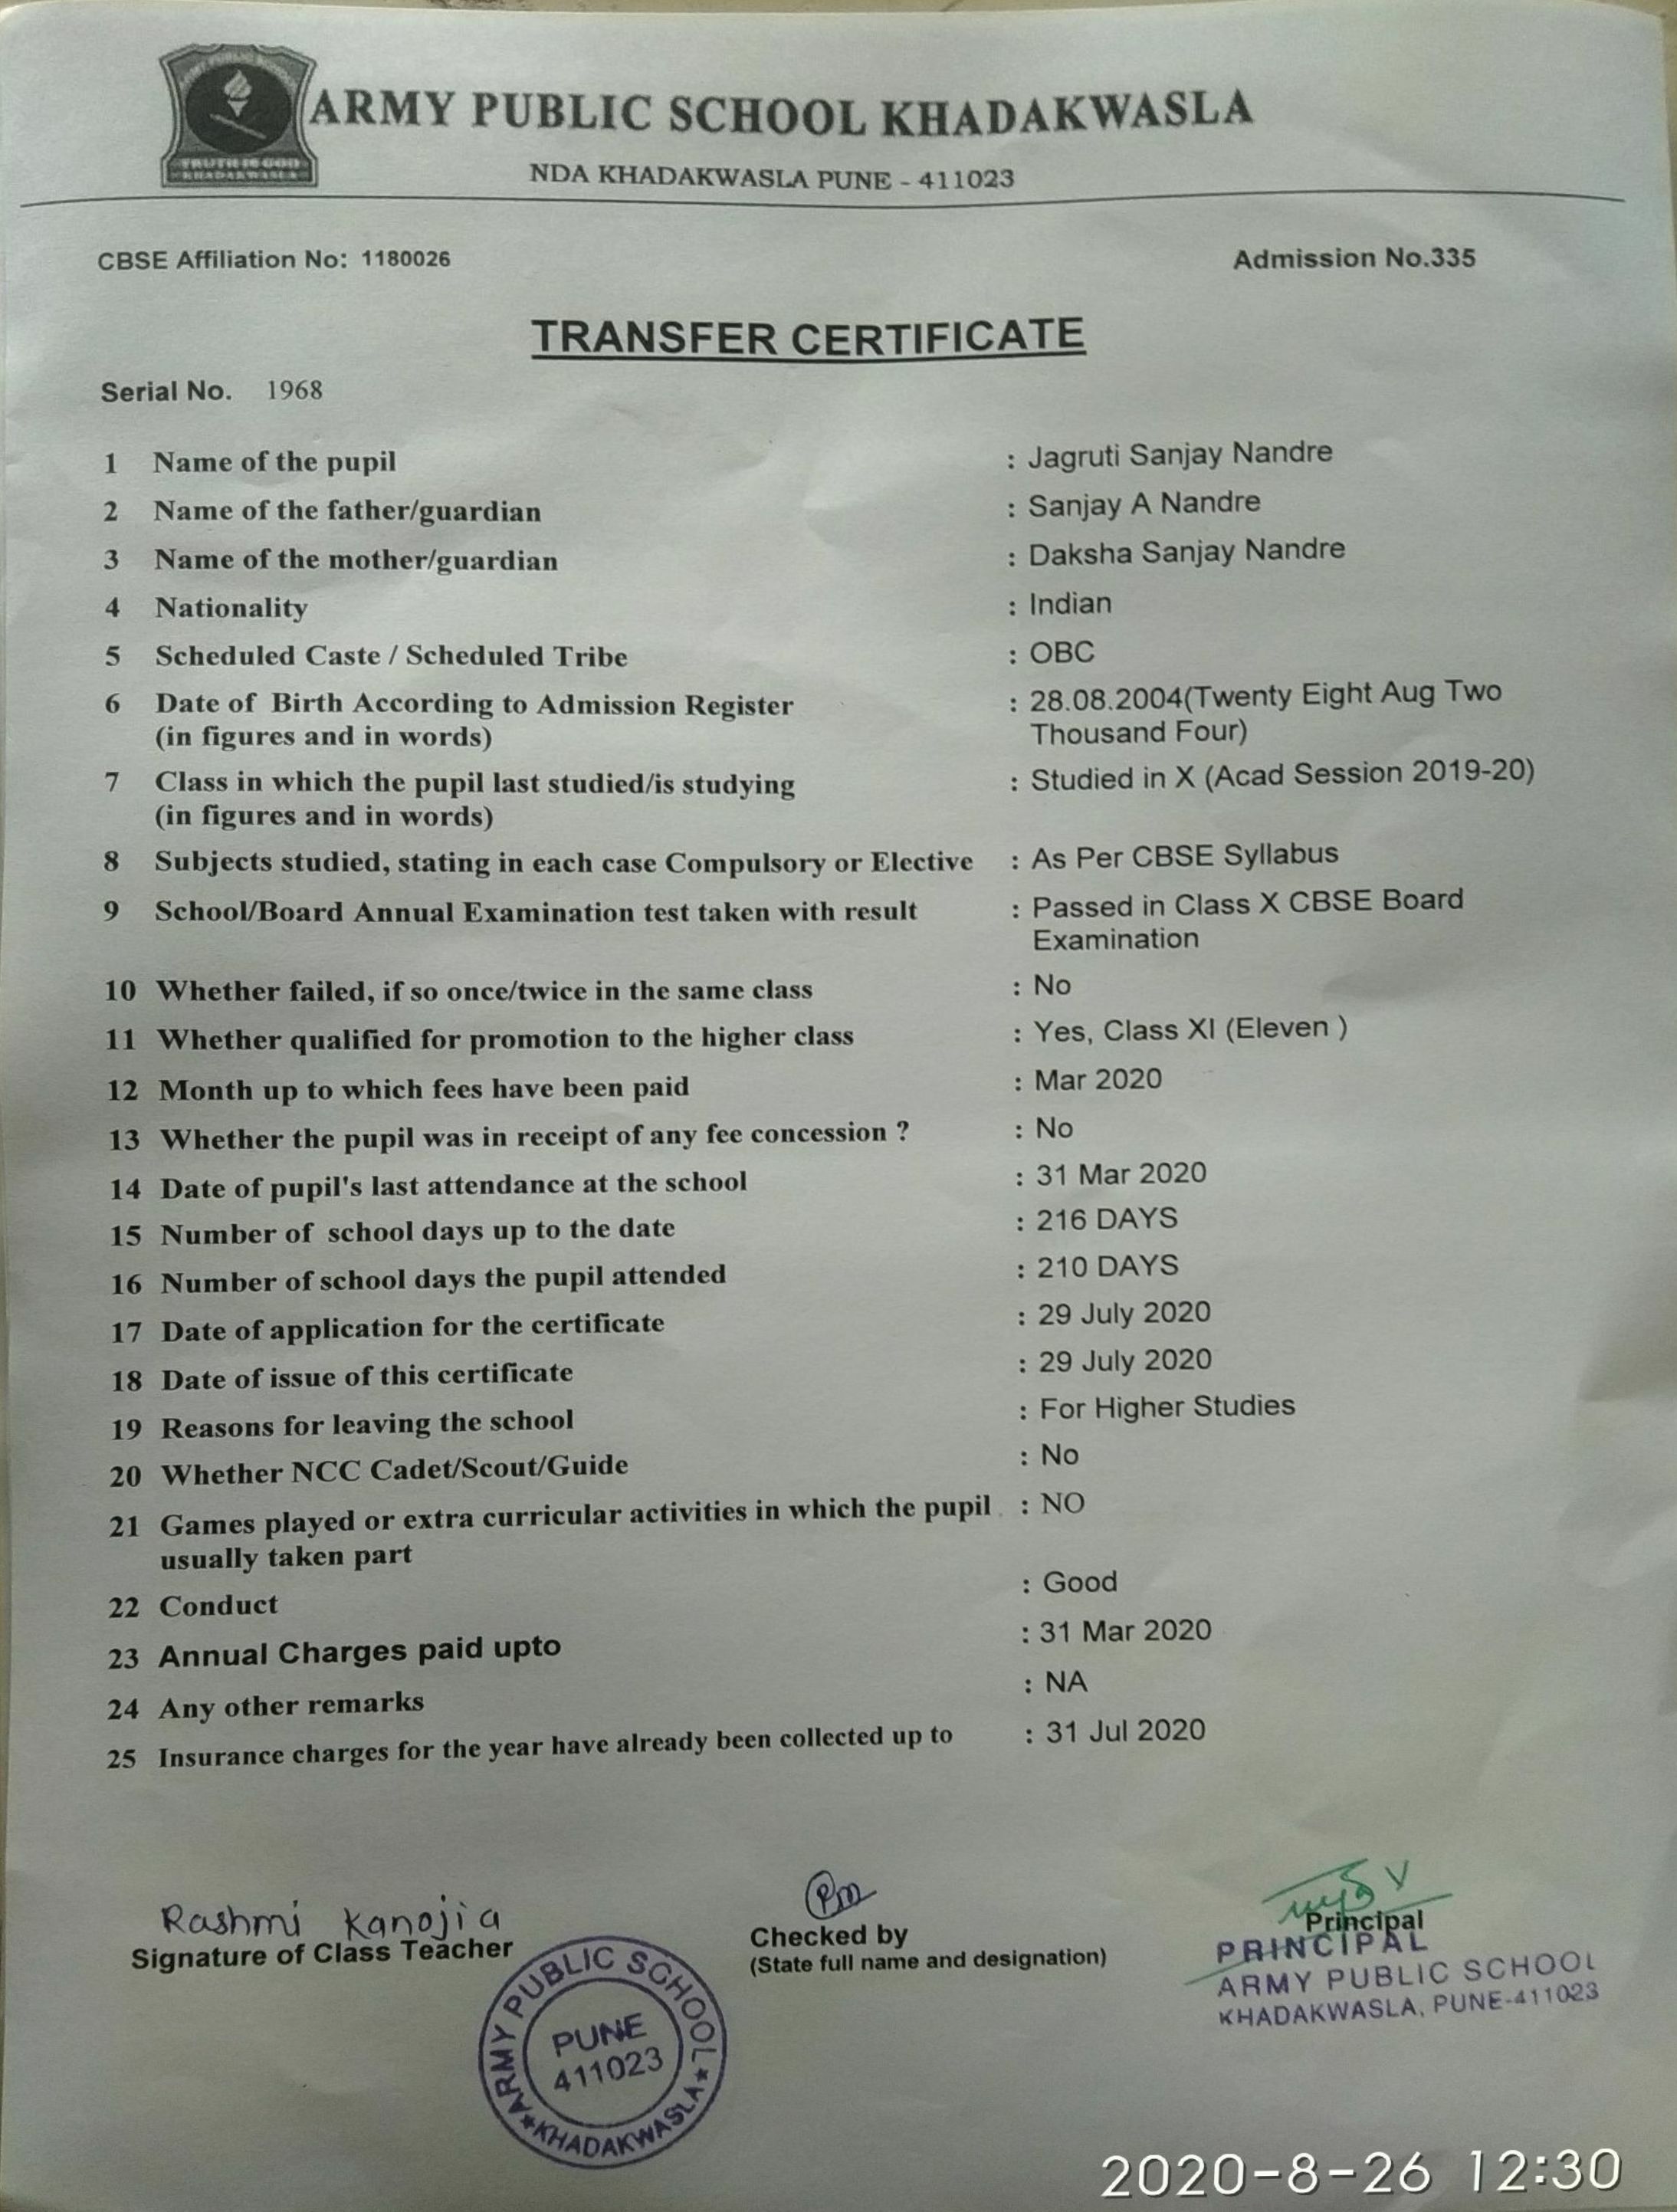 ARMY PUBLIC SCHOOL
TRUTH IS GOD
KHADAKWASLA
ARMY PUBLIC SCHOOL KHADAKWASLA
NDA KHADAKWASLA PUNE - 411023
CBSE Affiliation No: 1180026 Admission No.335
TRANSFER CERTIFICATE
Serial No. 1968
1 Name of the pupil : Jagruti Sanjay Nandre
2 Name of the father/guardian : Sanjay A Nandre
3 Name of the mother/guardian : Daksha Sanjay Nandre
4 Nationality : Indian
5 Scheduled Caste / Scheduled Tribe : OBC
6 Date of Birth According to Admission Register : 28.08.2004(Twenty Eight Aug Two
(in figures and in words) Thousand Four)
7 Class in which the pupil last studied/is studying : Studied in X (Acad Session 2019-20)
(in figures and in words)
8 Subjects studied, stating in each case Compulsory or Elective : As Per CBSE Syllabus
9 School/Board Annual Examination test taken with result : Passed in Class X CBSE Board
Examination
10 Whether failed, if so once/twice in the same class : No
11 Whether qualified for promotion to the higher class : Yes, Class XI (Eleven )
12 Month up to which fees have been paid : Mar 2020
13 Whether the pupil was in receipt of any fee concession ? : No
14 Date of pupil's last attendance at the school : 31 Mar 2020
15 Number of school days up to the date : 216 DAYS
16 Number of school days the pupil attended : 210 DAYS
17 Date of application for the certificate : 29 July 2020
18 Date of issue of this certificate : 29 July 2020
19 Reasons for leaving the school : For Higher Studies
20 Whether NCC Cadet/Scout/Guide : No
21 Games played or extra curricular activities in which the pupil : NO
usually taken part
22 Conduct : Good
23 Annual Charges paid upto : 31 Mar 2020
24 Any other remarks : NA
25 Insurance charges for the year have already been collected up to : 31 Jul 2020
Rashmi Kanojia
Signature of Class Teacher
Checked by
(State full name and designation)
Principal
PRINCIPAL
ARMY PUBLIC SCHOOL
KHADAKWASLA, PUNE-411023
ARMY PUBLIC SCHOOL
PUNE
411023
★KHADAKWASLA★
2020-8-26 12:30